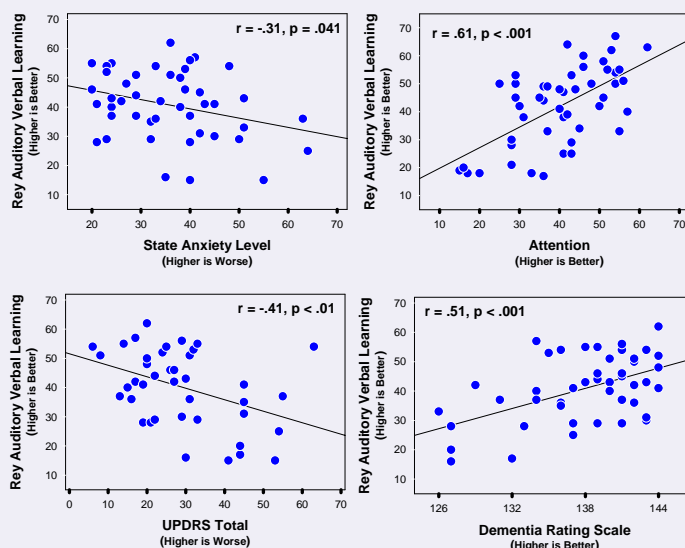 Rey Auditory Verbal Learning
(Higher is Better)
70
60
50
40
30
20
10
r = -.31, p = .041
20 30 40 50 60 70
State Anxiety Level
(Higher is Worse)
Rey Auditory Verbal Learning
(Higher is Better)
70
60
50
40
30
20
10
r = .61, p < .001
10 20 30 40 50 60 70
Attention
(Higher is Better)
Rey Auditory Verbal Learning
(Higher is Better)
70
60
50
40
30
20
10
r = -.41, p < .01
0 10 20 30 40 50 60 70
UPDRS Total
(Higher is Worse)
Rey Auditory Verbal Learning
(Higher is Better)
70
60
50
40
30
20
10
r = .51, p < .001
126 132 138 144
Dementia Rating Scale
(Higher is Better)